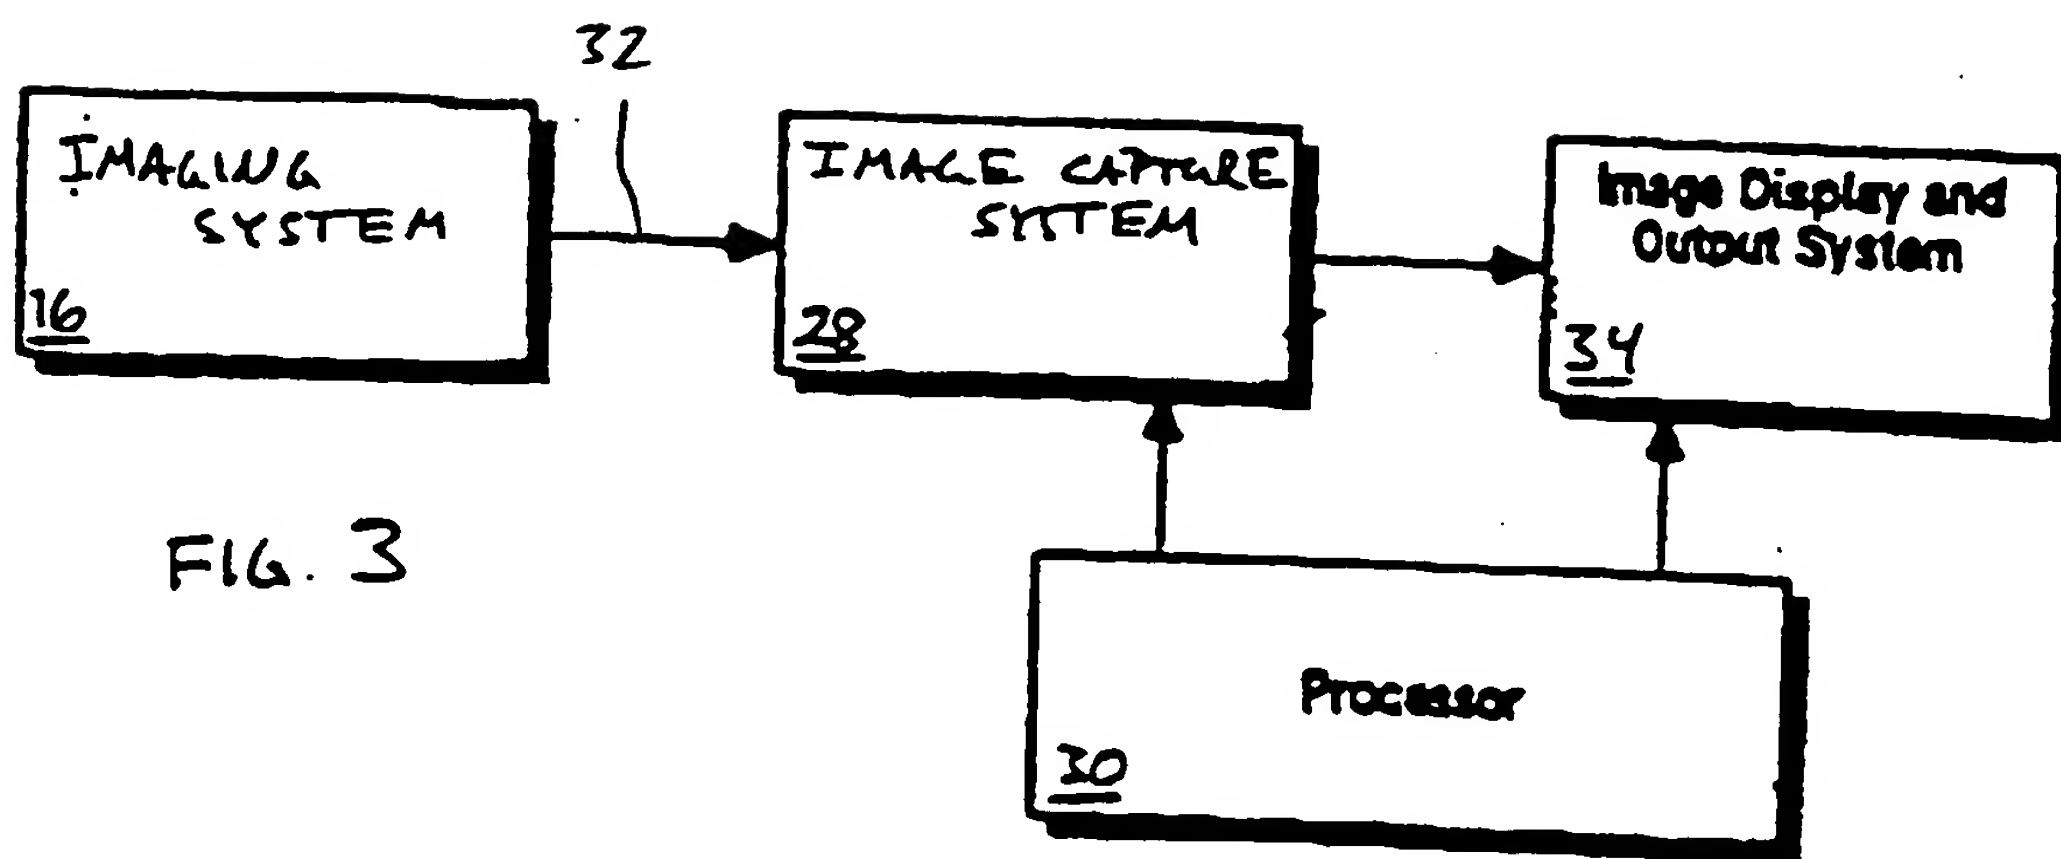 32
IMAGING
SYSTEM
16
IMAGE CAPTURE
SYSTEM
28
Image Display and
Output System
34
FIG. 3
Processor
30